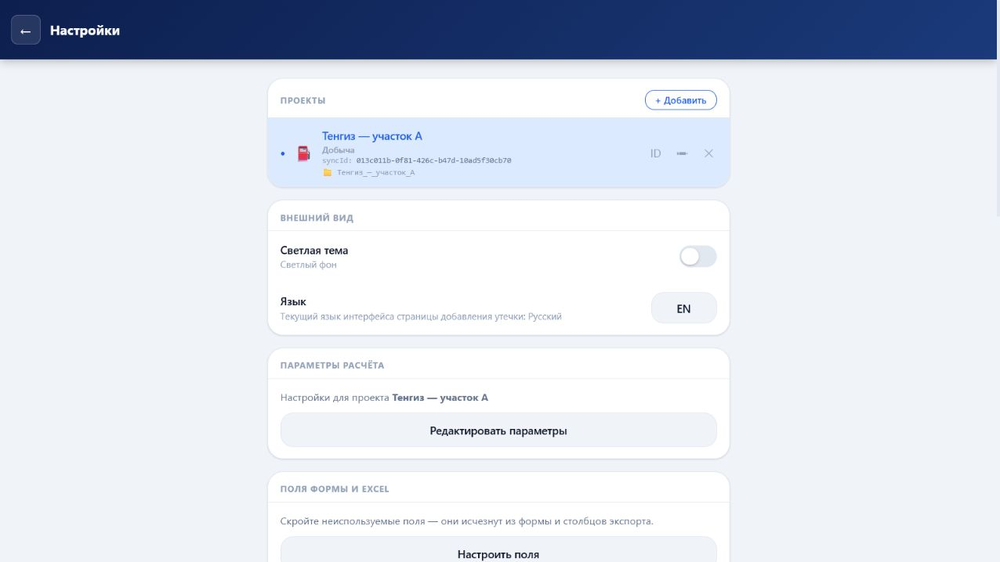 ←
Настройки
ПРОЕКТЫ
+ Добавить
Тенгиз — участок А
Добыча
syncId: 013c011b-0f81-426c-b47d-10ad5f30cb70
Тенгиз_—_участок_А
ID
ВНЕШНИЙ ВИД
Светлая тема
Светлый фон
Язык
Текущий язык интерфейса страницы добавления утечки: Русский
EN
ПАРАМЕТРЫ РАСЧЁТА
Настройки для проекта Тенгиз — участок А
Редактировать параметры
ПОЛЯ ФОРМЫ И EXCEL
Скройте неиспользуемые поля — они исчезнут из формы и столбцов экспорта.
Настроить поля